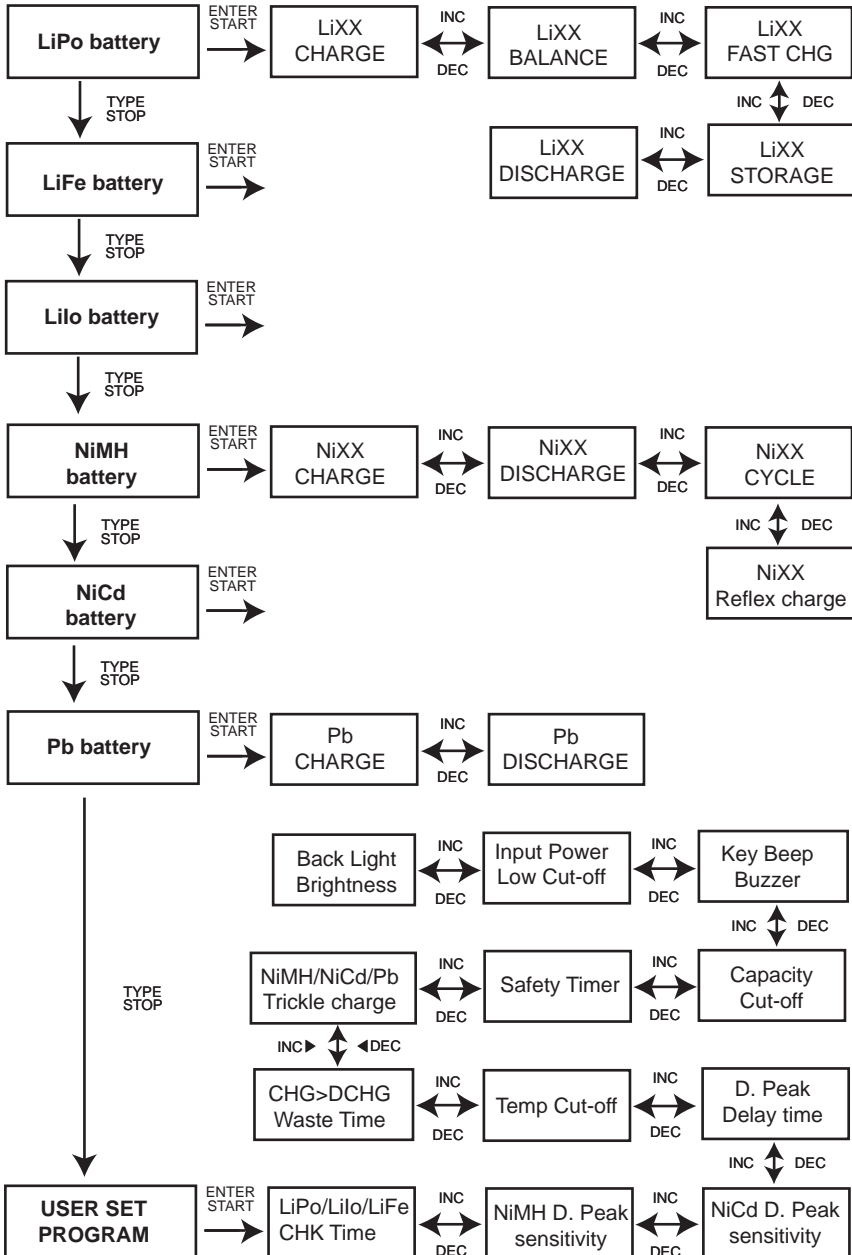 LiPo battery
ENTER
START
LiXX
CHARGE
INC
DEC
LiXX
BALANCE
INC
DEC
LiXX
FAST CHG
TYPE
STOP
INC
DEC
LiFe battery
ENTER
START
LiXX
DISCHARGE
INC
DEC
LiXX
STORAGE
TYPE
STOP
LiIo battery
ENTER
START
TYPE
STOP
NiMH
battery
ENTER
START
NiXX
CHARGE
INC
DEC
NiXX
DISCHARGE
INC
DEC
NiXX
CYCLE
TYPE
STOP
INC
DEC
NiCd
battery
ENTER
START
NiXX
Reflex charge
TYPE
STOP
Pb battery
ENTER
START
Pb
CHARGE
INC
DEC
Pb
DISCHARGE
Back Light
Brightness
INC
DEC
Input Power
Low Cut-off
INC
DEC
Key Beep
Buzzer
INC
DEC
TYPE
STOP
NiMH/NiCd/Pb
Trickle charge
INC
DEC
Safety Timer
INC
DEC
Capacity
Cut-off
INC
DEC
CHG>DCHG
Waste Time
INC
DEC
Temp Cut-off
INC
DEC
D. Peak
Delay time
INC
DEC
USER SET
PROGRAM
ENTER
START
LiPo/LiIo/LiFe
CHK Time
INC
DEC
NiMH D. Peak
sensitivity
INC
DEC
NiCd D. Peak
sensitivity